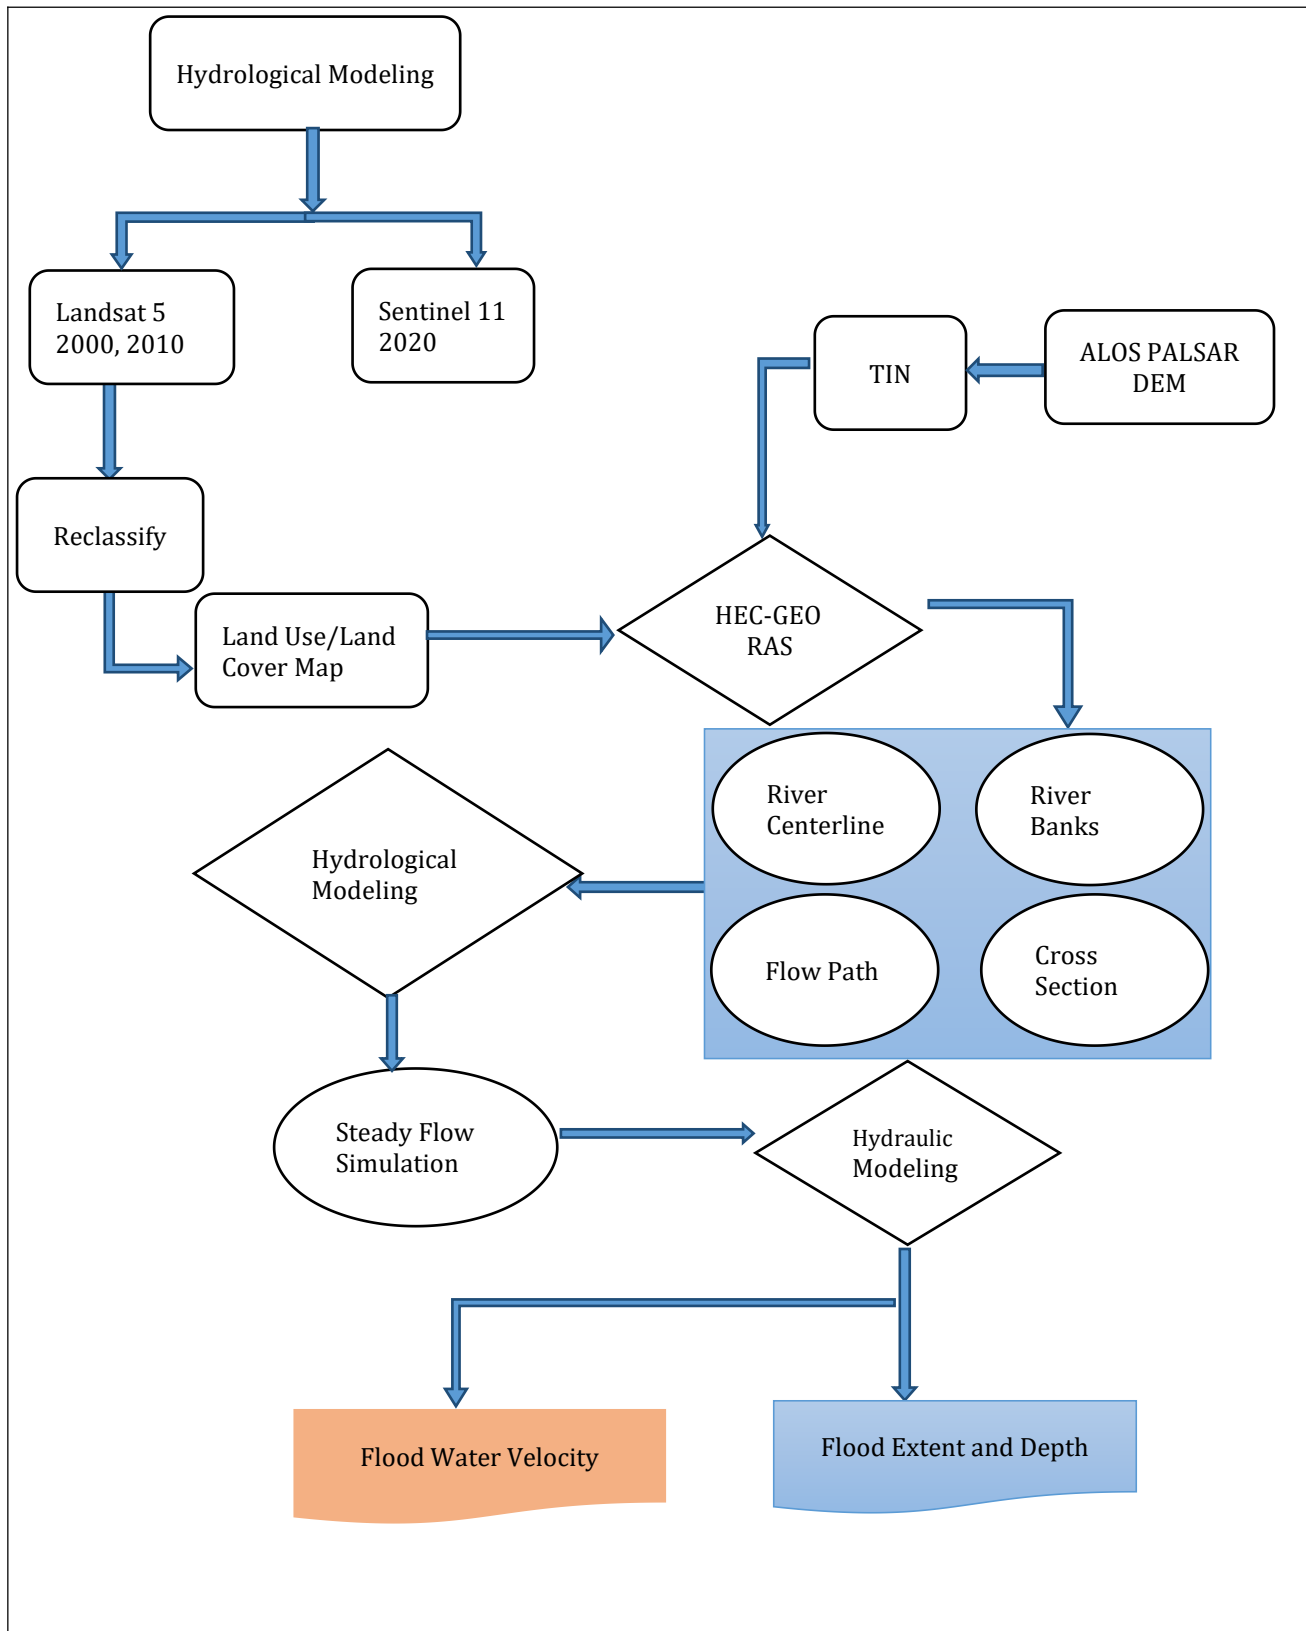 Hydrological Modeling
Landsat 5
2000, 2010
Sentinel 11
2020
TIN
ALOS PALSAR
DEM
Reclassify
Land Use/Land
Cover Map
HEC-GEO
RAS
River
Centerline
River
Banks
Hydrological
Modeling
Flow Path
Cross
Section
Steady Flow
Simulation
Hydraulic
Modeling
Flood Water Velocity
Flood Extent and Depth